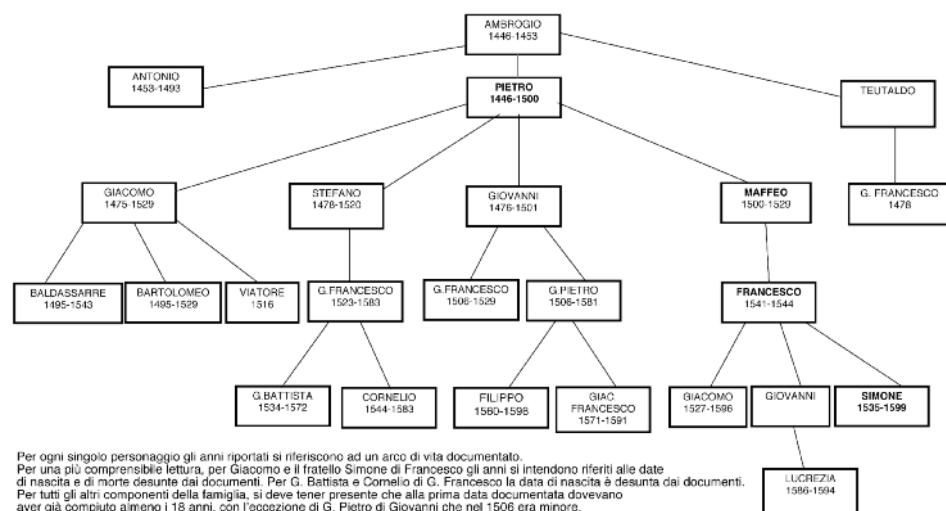 AMBROGIO
1446-1453
ANTONIO
1453-1493
PIETRO
1446-1500
TEUTALDO
GIACOMO
1475-1529
STEFANO
1478-1520
GIOVANNI
1476-1501
MAFFEO
1500-1529
G. FRANCESCO
1478
BALDASSARRE
1495-1543
BARTOLOMEO
1495-1529
VIATORE
1516
G.FRANCESCO
1523-1583
G.FRANCESCO
1506-1529
G.PIETRO
1506-1581
FRANCESCO
1541-1544
G.BATTISTA
1534-1572
CORNELIO
1544-1583
FILIPPO
1560-1598
GIAC
FRANCESCO
1571-1591
GIACOMO
1527-1596
GIOVANNI
SIMONE
1535-1599
LUCREZIA
1586-1594
Per ogni singolo personaggio gli anni riportati si riferiscono ad un arco di vita documentato.
Per una più comprensibile lettura, per Giacomo e il fratello Simone di Francesco gli anni si intendono riferiti alle date
di nascita e di morte desunte dai documenti. Per G. Battista e Cornelio di G. Francesco la data di nascita è desunta dai documenti.
Per tutti gli altri componenti della famiglia, si deve tener presente che alla prima data documentata dovevano
aver già compiuto almeno i 18 anni, con l'eccezione di G. Pietro di Giovanni che nel 1506 era minore.